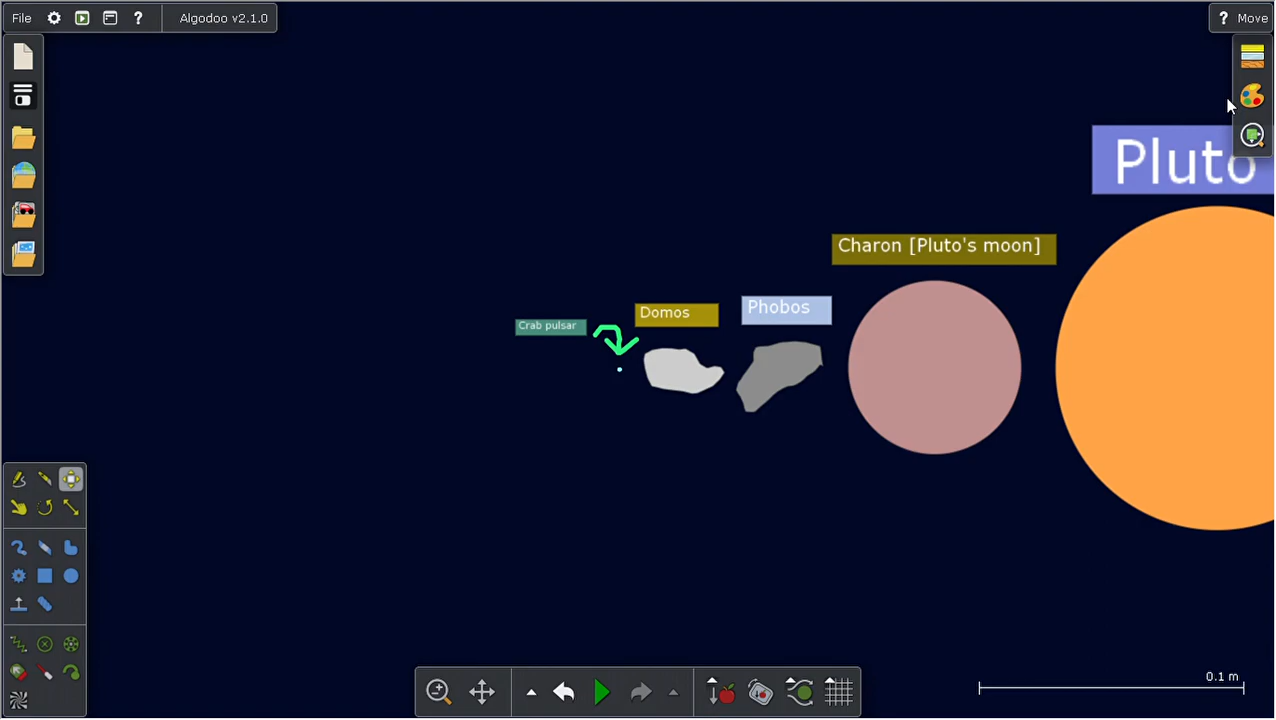 File ? Algodoo v2.1.0
? Move
Pluto
Charon [Pluto's moon]
Phobos
Domos
Crab pulsar
0.1 m